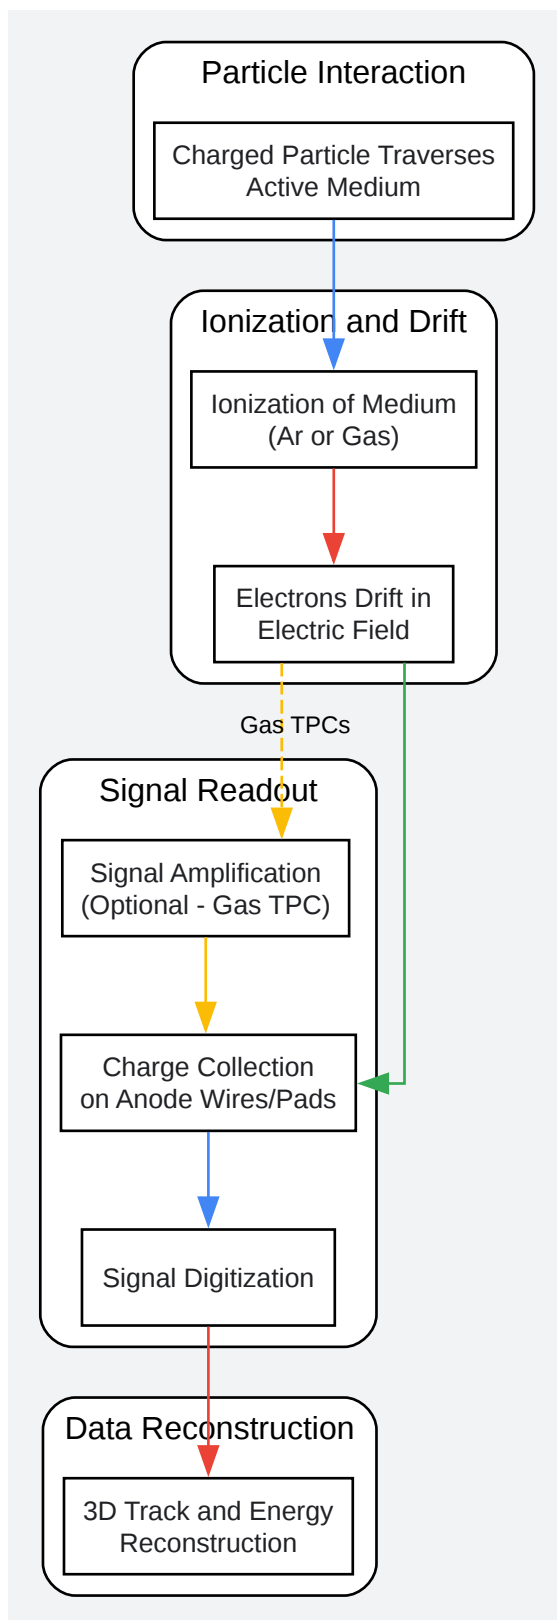 Particle Interaction
Charged Particle Traverses
Active Medium
Ionization and Drift
Ionization of Medium
(Ar or Gas)
Electrons Drift in
Electric Field
Gas TPCs
Signal Readout
Signal Amplification
(Optional - Gas TPC)
Charge Collection
on Anode Wires/Pads
Signal Digitization
Data Reconstruction
3D Track and Energy
Reconstruction